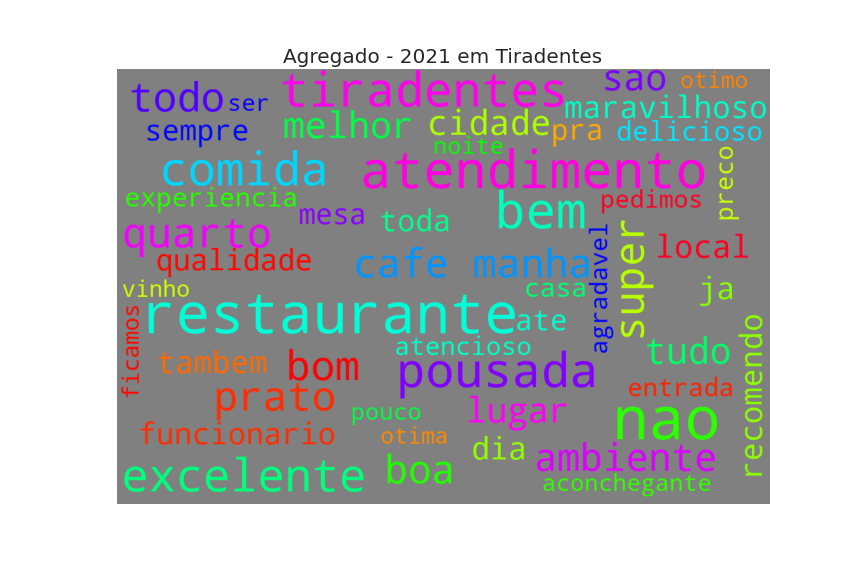 Agregado - 2021 em Tiradentes
todo
ser
tiradentes
sao
otimo
sempre
melhor
cidade
maravilhoso
pra
delicioso
noite
comida
atendimento
preco
experiencia
mesa
toda
bem
pedimos
quarto
qualidade
cafe manha
agradavel
super
local
vinho
casa
ja
restaurante
ate
ficamos
tambem
bom
atencioso
pousada
tudo
recomendo
prato
pouco
lugar
entrada
nao
funcionario
otima
dia
ambiente
excelente
boa
aconchegante